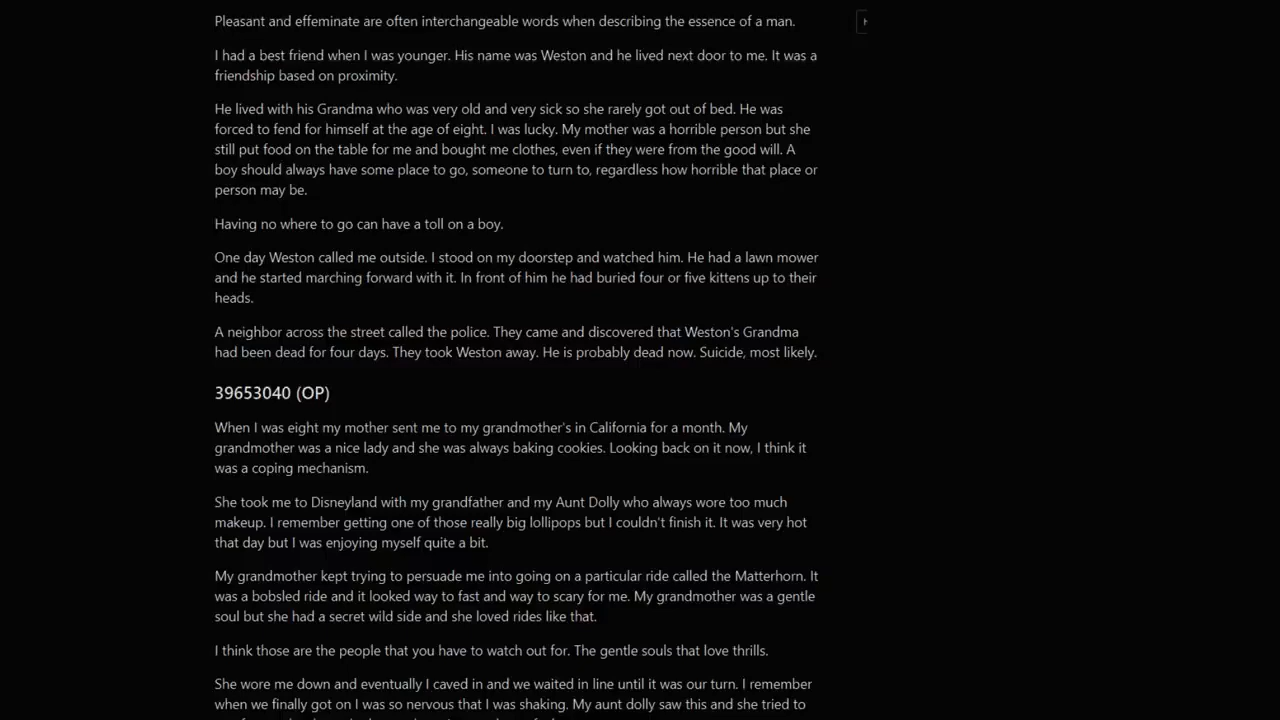 Pleasant and effeminate are often interchangeable words when describing the essence of a man.
I had a best friend when I was younger. His name was Weston and he lived next door to me. It was a
friendship based on proximity.
He lived with his Grandma who was very old and very sick so she rarely got out of bed. He was
forced to fend for himself at the age of eight. I was lucky. My mother was a horrible person but she
still put food on the table for me and bought me clothes, even if they were from the good will. A
boy should always have some place to go, someone to turn to, regardless how horrible that place or
person may be.
Having no where to go can have a toll on a boy.
One day Weston called me outside. I stood on my doorstep and watched him. He had a lawn mower
and he started marching forward with it. In front of him he had buried four or five kittens up to their
heads.
A neighbor across the street called the police. They came and discovered that Weston's Grandma
had been dead for four days. They took Weston away. He is probably dead now. Suicide, most likely.
39653040 (OP)
When I was eight my mother sent me to my grandmother's in California for a month. My
grandmother was a nice lady and she was always baking cookies. Looking back on it now, I think it
was a coping mechanism.
She took me to Disneyland with my grandfather and my Aunt Dolly who always wore too much
makeup. I remember getting one of those really big lollipops but I couldn't finish it. It was very hot
that day but I was enjoying myself quite a bit.
My grandmother kept trying to persuade me into going on a particular ride called the Matterhorn. It
was a bobsled ride and it looked way to fast and way to scary for me. My grandmother was a gentle
soul but she had a secret wild side and she loved rides like that.
I think those are the people that you have to watch out for. The gentle souls that love thrills.
She wore me down and eventually I caved in and we waited in line until it was our turn. I remember
when we finally got on I was so nervous that I was shaking. My aunt dolly saw this and she tried to